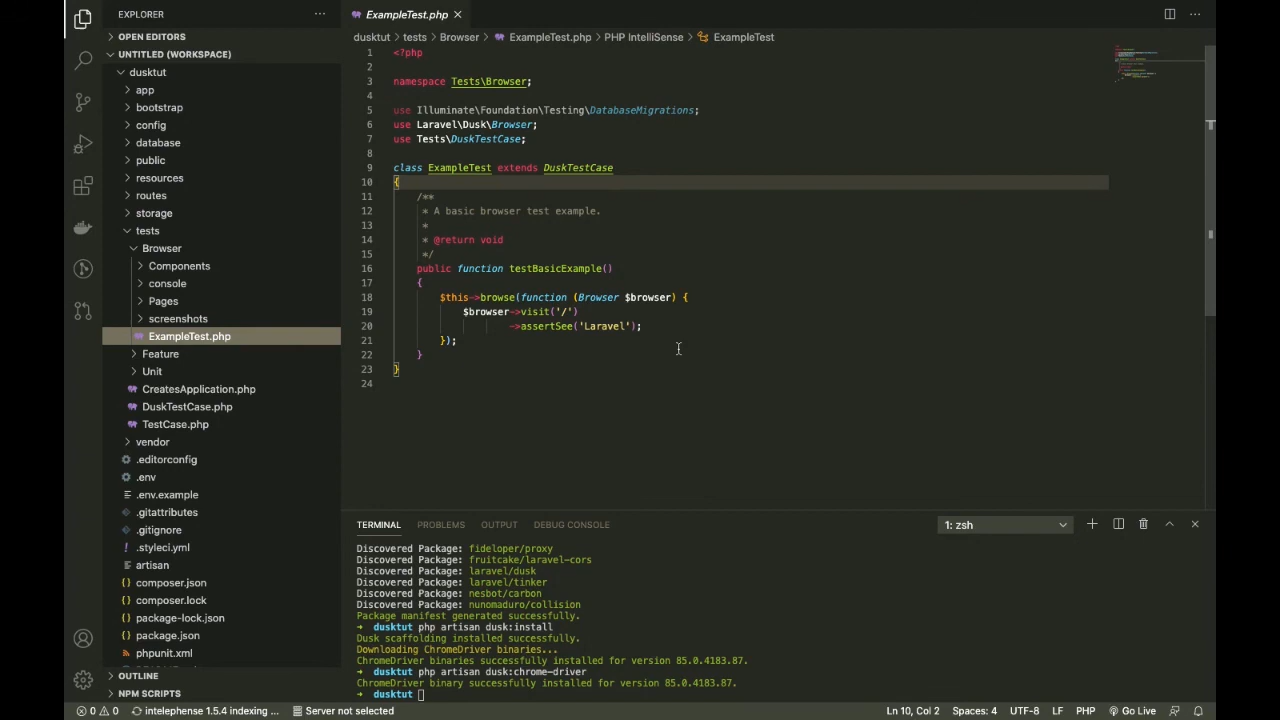 EXPLORER
···
OPEN EDITORS
UNTITLED (WORKSPACE)
dusktut
app
bootstrap
config
database
public
resources
routes
storage
tests
Browser
Components
console
Pages
screenshots
ExampleTest.php
Feature
Unit
CreatesApplication.php
DuskTestCase.php
TestCase.php
vendor
.editorconfig
.env
.env.example
.gitattributes
.gitignore
.styleci.yml
artisan
composer.json
composer.lock
package-lock.json
package.json
phpunit.xml
OUTLINE
NPM SCRIPTS
ExampleTest.php
dusktut > tests > Browser > ExampleTest.php > PHP IntelliSense > ExampleTest
1 <?php
2
3 namespace Tests\Browser;
4
5 use Illuminate\Foundation\Testing\DatabaseMigrations;
6 use Laravel\Dusk\Browser;
7 use Tests\DuskTestCase;
8
9 class ExampleTest extends DuskTestCase
10 {
11 /**
12 * A basic browser test example.
13 *
14 * @return void
15 */
16 public function testBasicExample()
17 {
18 $this->browse(function (Browser $browser) {
19 $browser->visit('/')
20 ->assertSee('Laravel');
21 });
22 }
23 }
24
TERMINAL PROBLEMS OUTPUT DEBUG CONSOLE 1: zsh
Discovered Package: fideloper/proxy
Discovered Package: fruitcake/laravel-cors
Discovered Package: laravel/dusk
Discovered Package: laravel/tinker
Discovered Package: nesbot/carbon
Discovered Package: nunomaduro/collision
Package manifest generated successfully.
➜ dusktut php artisan dusk:install
Dusk scaffolding installed successfully.
Downloading ChromeDriver binaries...
ChromeDriver binaries successfully installed for version 85.0.4183.87.
➜ dusktut php artisan dusk:chrome-driver
ChromeDriver binary successfully installed for version 85.0.4183.87.
➜ dusktut
0 0 intelephense 1.5.4 indexing ... Server not selected Ln 10, Col 2 Spaces: 4 UTF-8 LF PHP Go Live